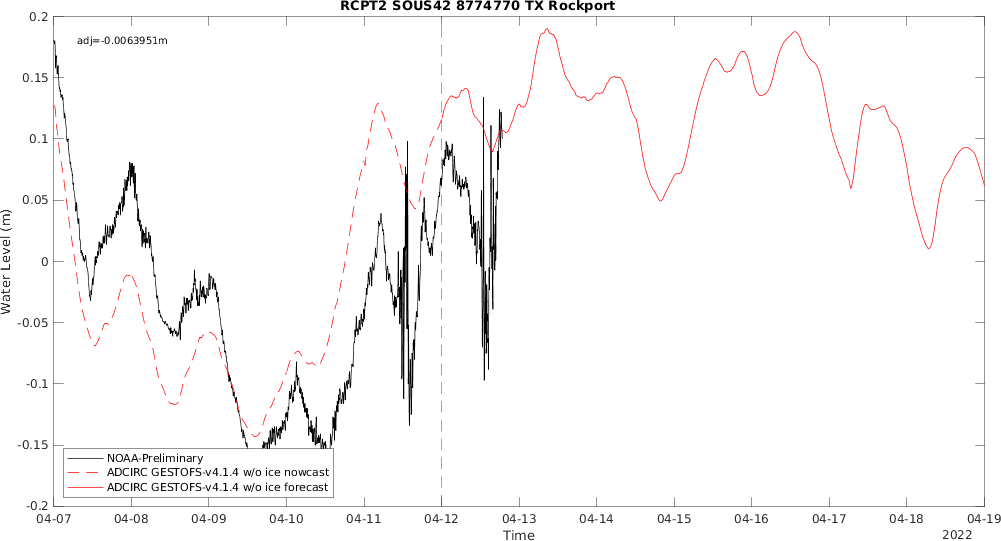 RCPT2 SOUS42 8774770 TX Rockport
adj=-0.0063951m
0.2
0.15
0.1
0.05
0
-0.05
-0.1
-0.15
-0.2
Water Level (m)
NOAA-Preliminary
ADCIRC GESTOFS-v4.1.4 w/o ice nowcast
ADCIRC GESTOFS-v4.1.4 w/o ice forecast
04-07 04-08 04-09 04-10 04-11 04-12 04-13 04-14 04-15 04-16 04-17 04-18 04-19
Time
2022